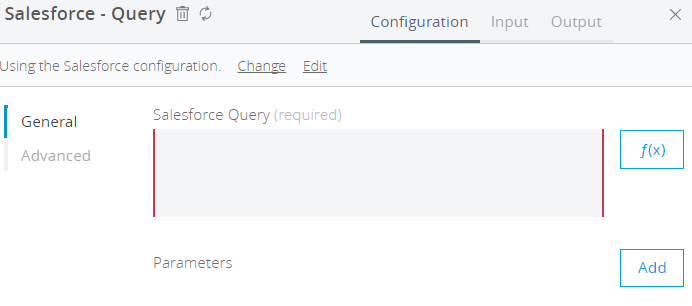 Salesforce - Query Configuration Input Output
Using the Salesforce configuration. Change Edit
General
Advanced
Salesforce Query (required)
ƒ(x)
Parameters
Add